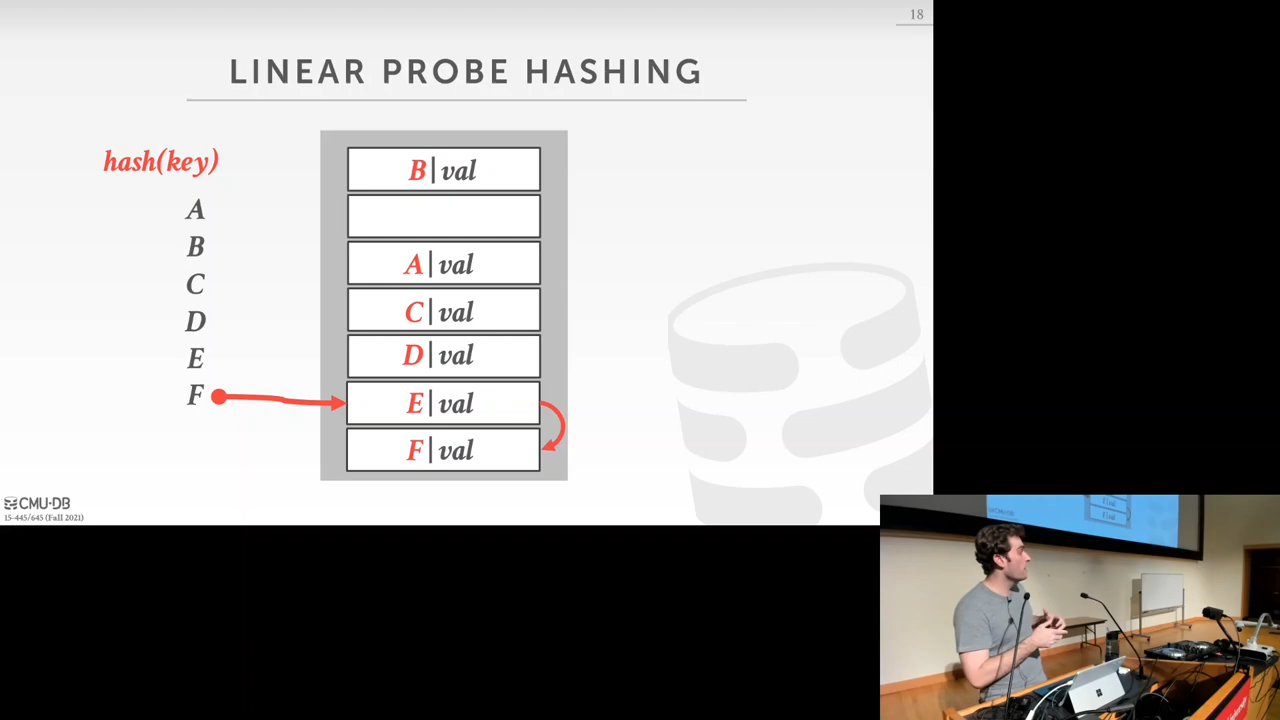 18
LINEAR PROBE HASHING
hash(key)
A
B
C
D
E
F
B|val
A|val
C|val
D|val
E|val
F|val
CMU·DB
15-445/645 (Fall 2021)